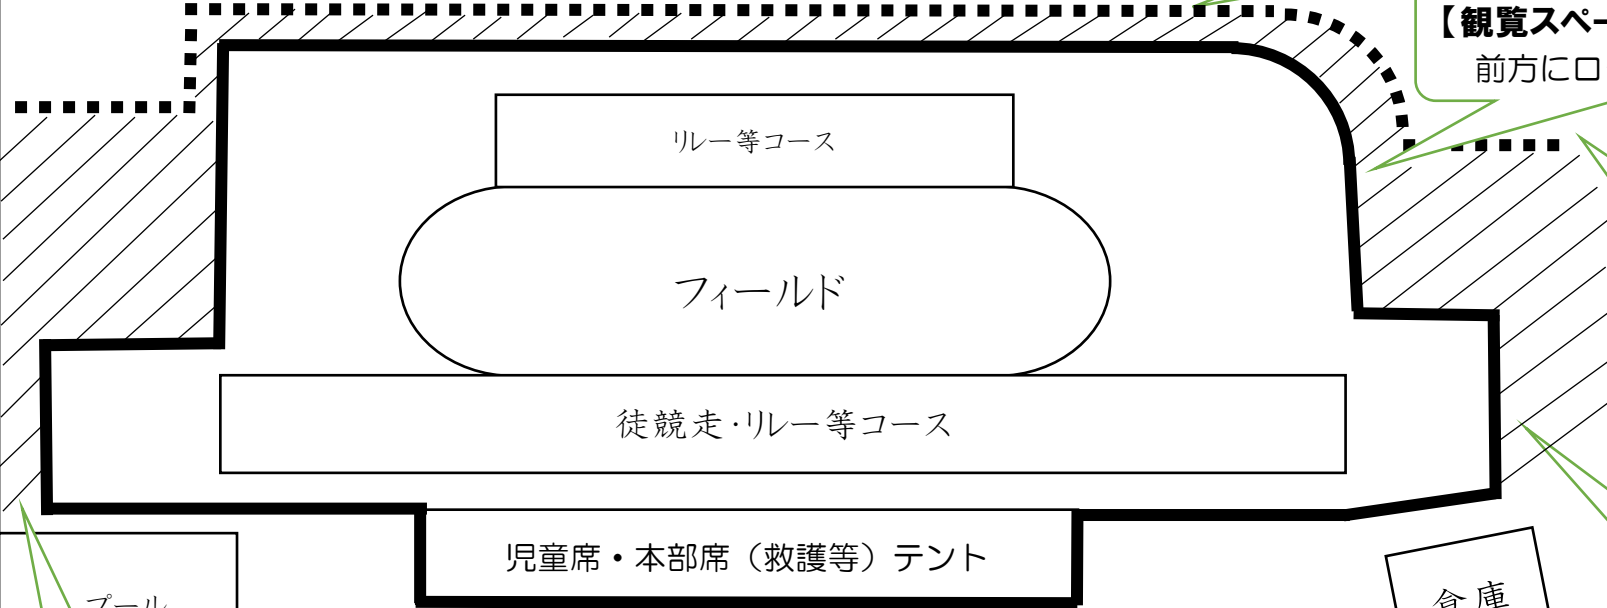 【観覧スペー
前方にロ
リレー等コース
フィールド
徒競走・リレー等コース
児童席・本部席（救護等）テント
プール
倉庫